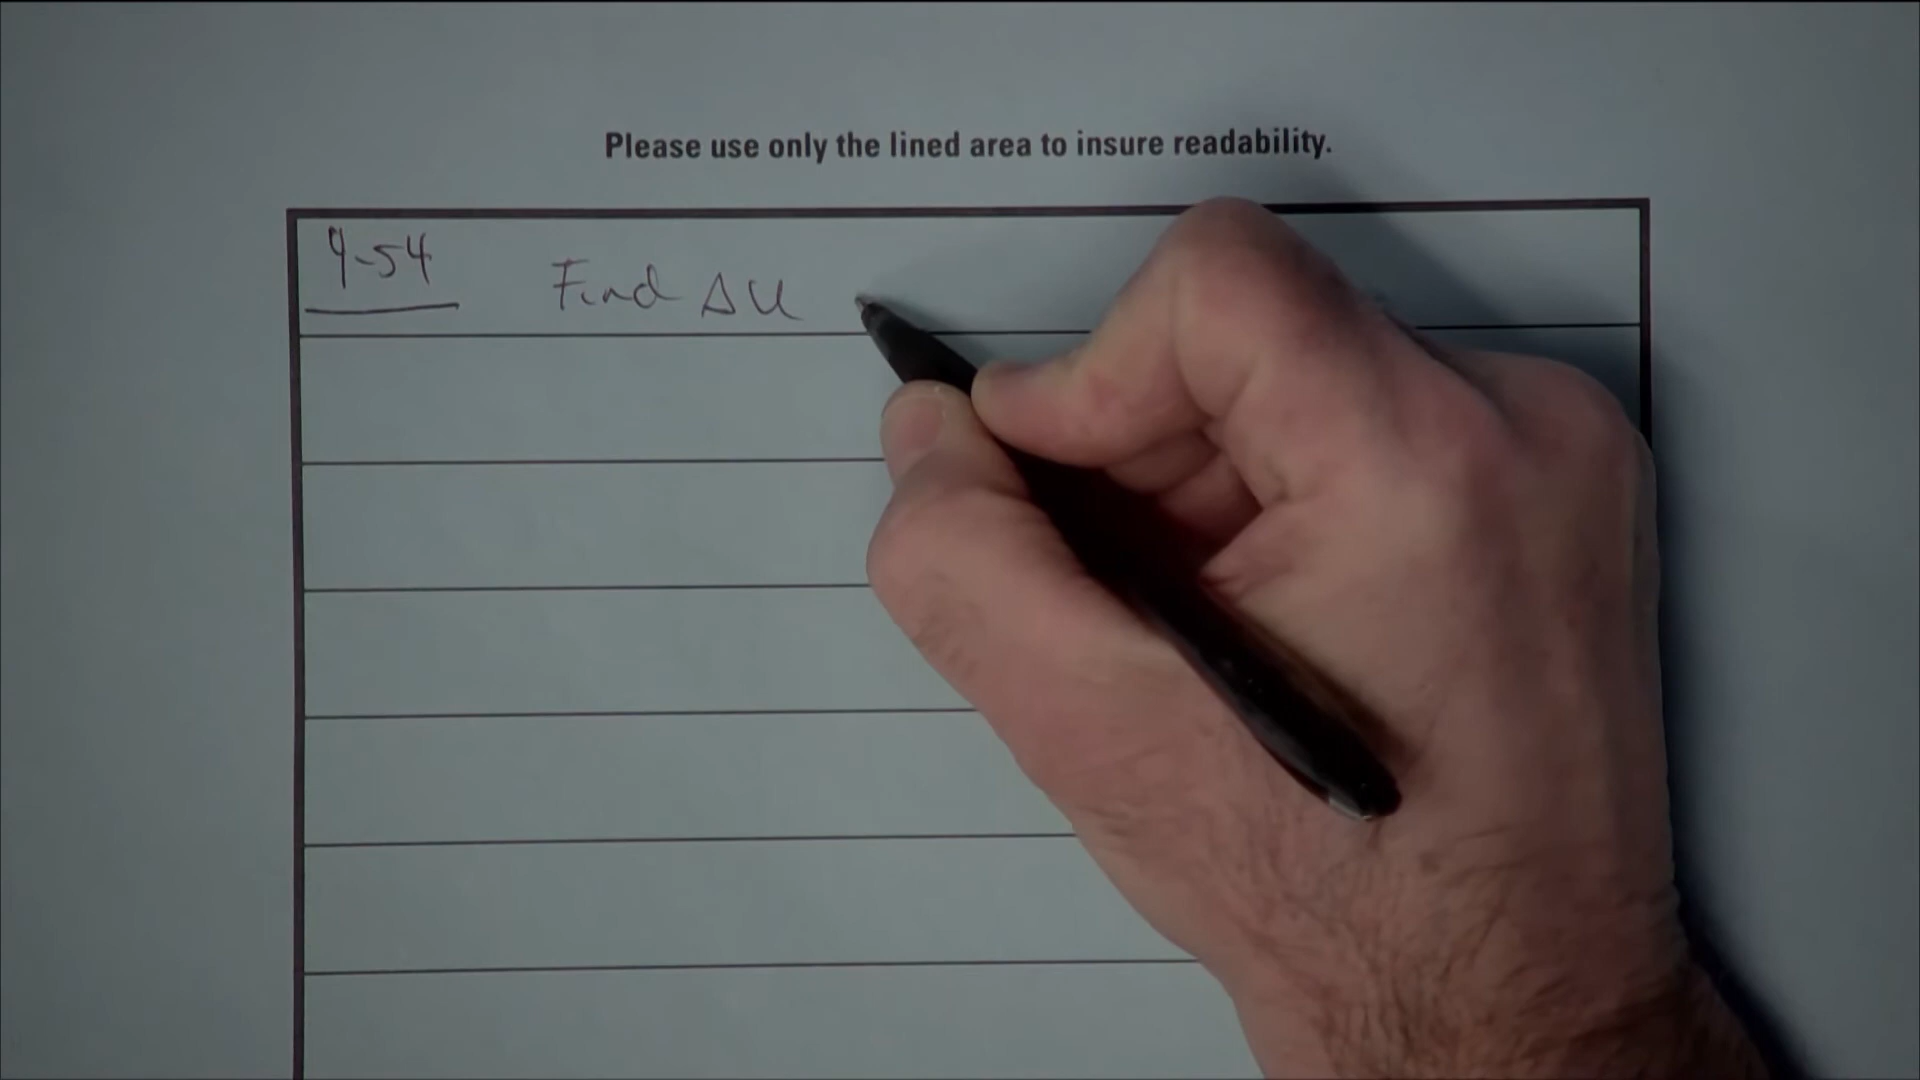 Please use only the lined area to insure readability.
4-54
Find Δu